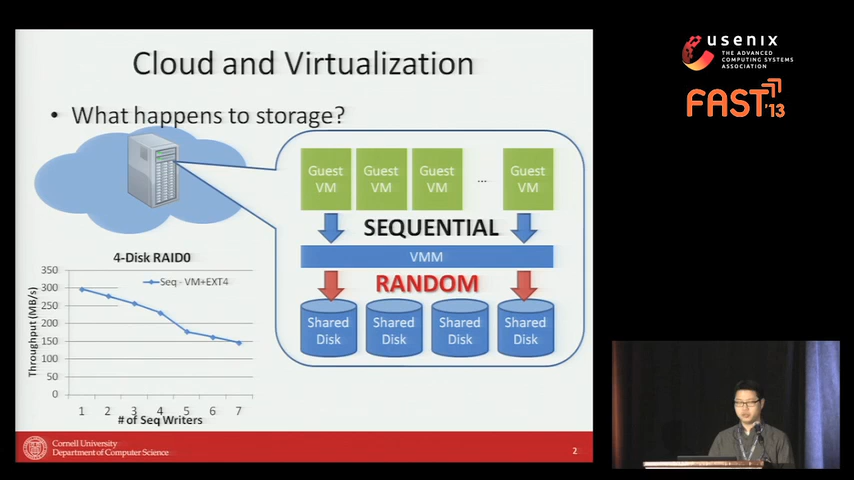 Cloud and Virtualization
• What happens to storage?
Guest VM
Guest VM
Guest VM
...
Guest VM
SEQUENTIAL
VMM
RANDOM
Shared Disk
Shared Disk
Shared Disk
Shared Disk
4-Disk RAID0
Seq - VM+EXT4
Throughput (MB/s)
350
300
250
200
150
100
50
0
1 2 3 4 5 6 7
# of Seq Writers
Cornell University
Department of Computer Science
2
usenix
THE ADVANCED
COMPUTING SYSTEMS
ASSOCIATION
FAST'13